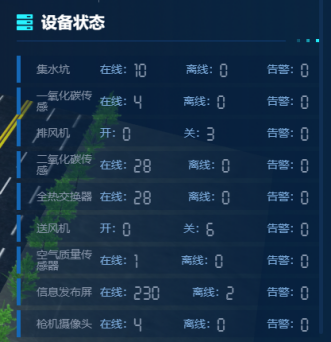 设备状态
集水坑 在线：10 离线：0 告警：0
一氧化碳传
感 在线：4 离线：0 告警：0
排风机 开：0 关：3 告警：0
二氧化碳传
感 在线：28 离线：0 告警：0
全热交换器 在线：28 离线：0 告警：0
送风机 开：0 关：6 告警：0
空气质量传
感器 在线：1 离线：0 告警：0
信息发布屏 在线：230 离线：2 告警：0
枪机摄像头 在线：4 离线：0 告警：0